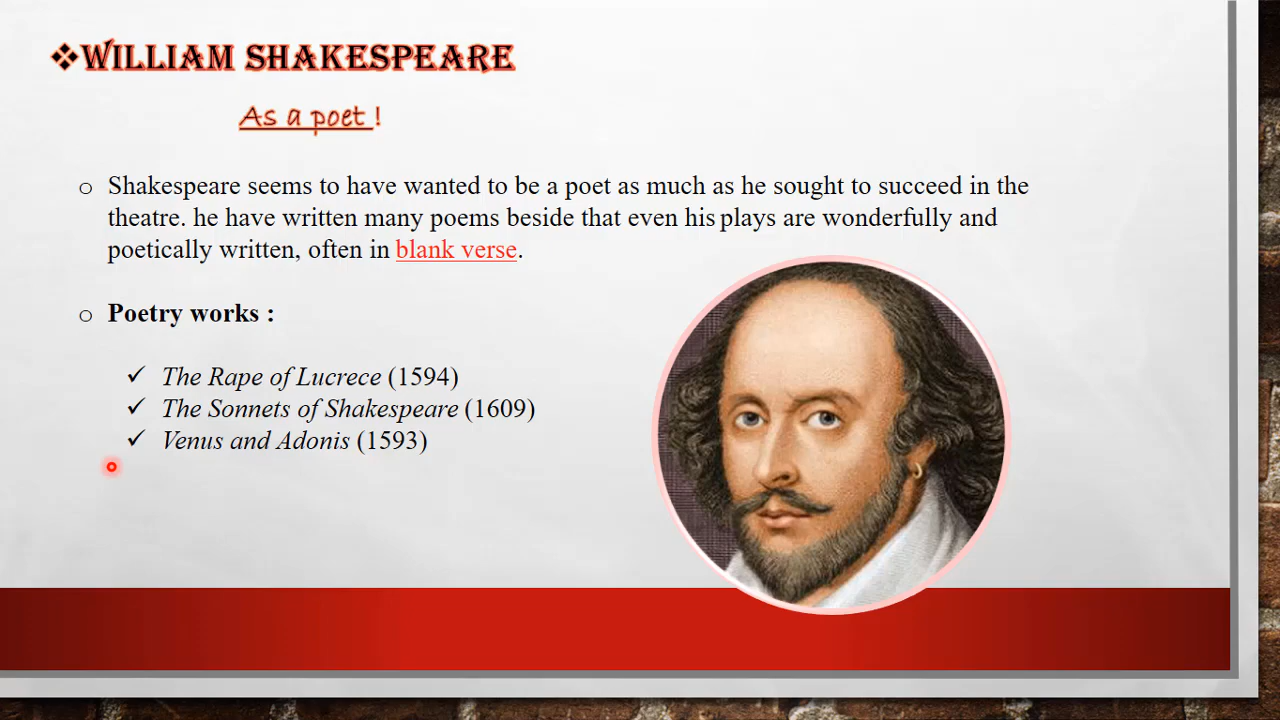 ❖WILLIAM SHAKESPEARE
As a poet !
o Shakespeare seems to have wanted to be a poet as much as he sought to succeed in the
theatre. he have written many poems beside that even his plays are wonderfully and
poetically written, often in blank verse.
o Poetry works :
✓ The Rape of Lucrece (1594)
✓ The Sonnets of Shakespeare (1609)
✓ Venus and Adonis (1593)